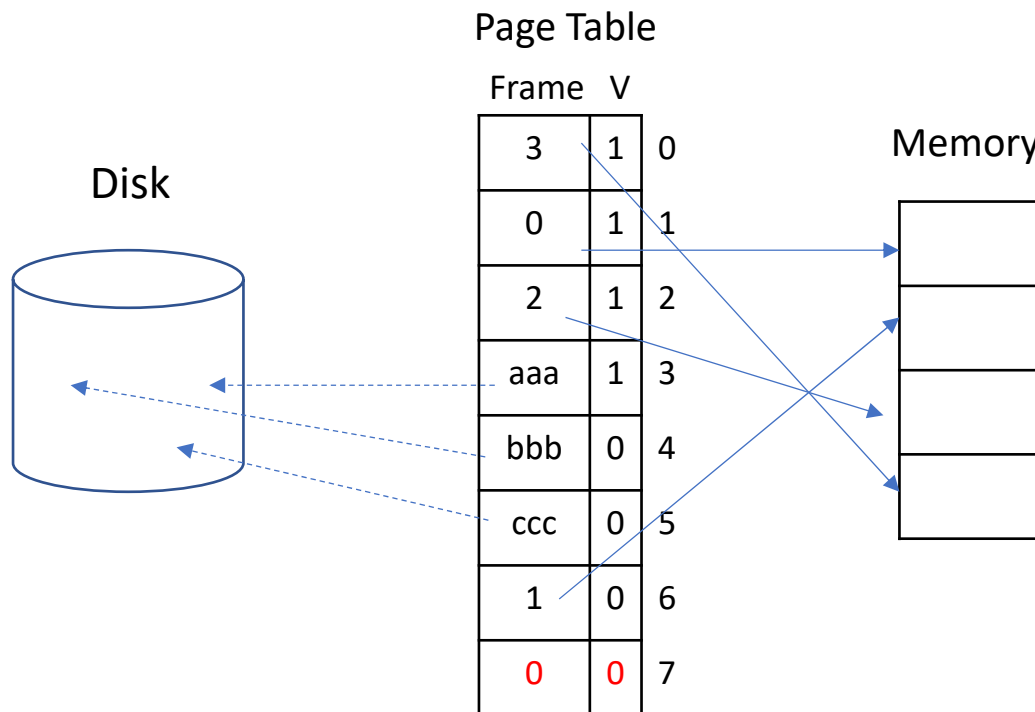 Page Table
Frame V
3 1 0
Memory
Disk
0 1 1
2 1 2
aaa 1 3
bbb 0 4
ccc 0 5
1 0 6
0 0 7